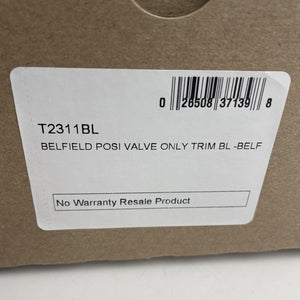 0 26508 37139 8
T2311BL
BELFIELD POSI VALVE ONLY TRIM BL -BELF
No Warranty Resale Product